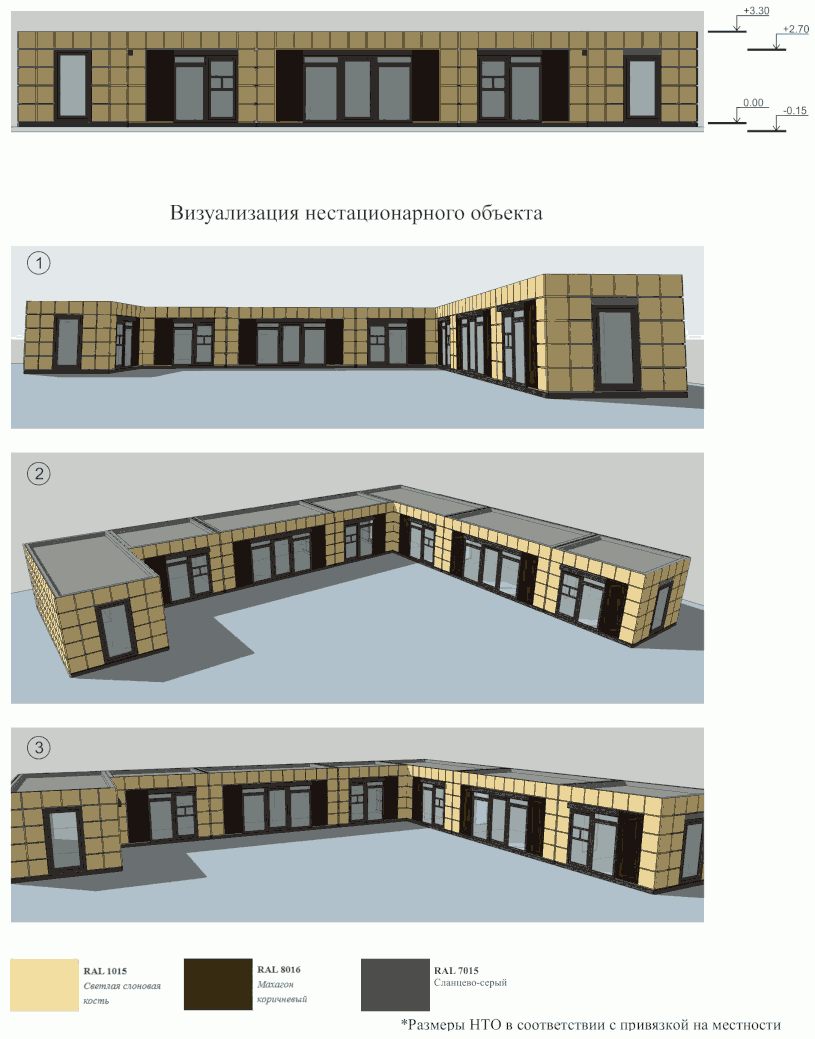 +3.30
+2.70
0.00
-0.15
Визуализация нестационарного объекта
1
2
3
RAL 1015
Светлая слоновая
кость
RAL 8016
Махагон
коричневый
RAL 7015
Сланцево-серый
*Размеры НТО в соответствии с привязкой на местности